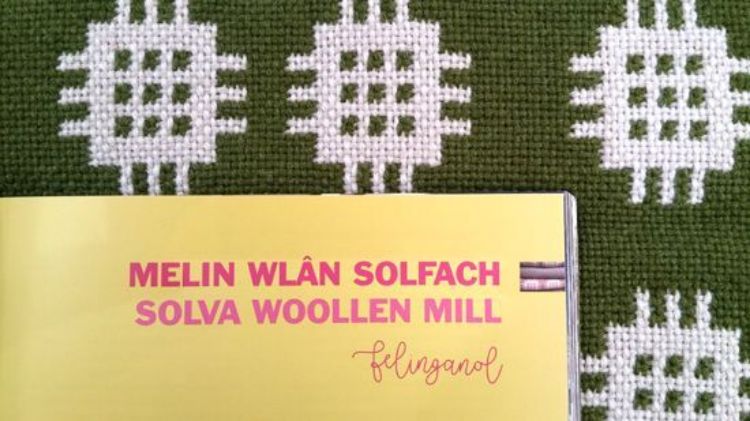 MELIN WLÂN SOLFACH
SOLVA WOOLLEN MILL
felinganol